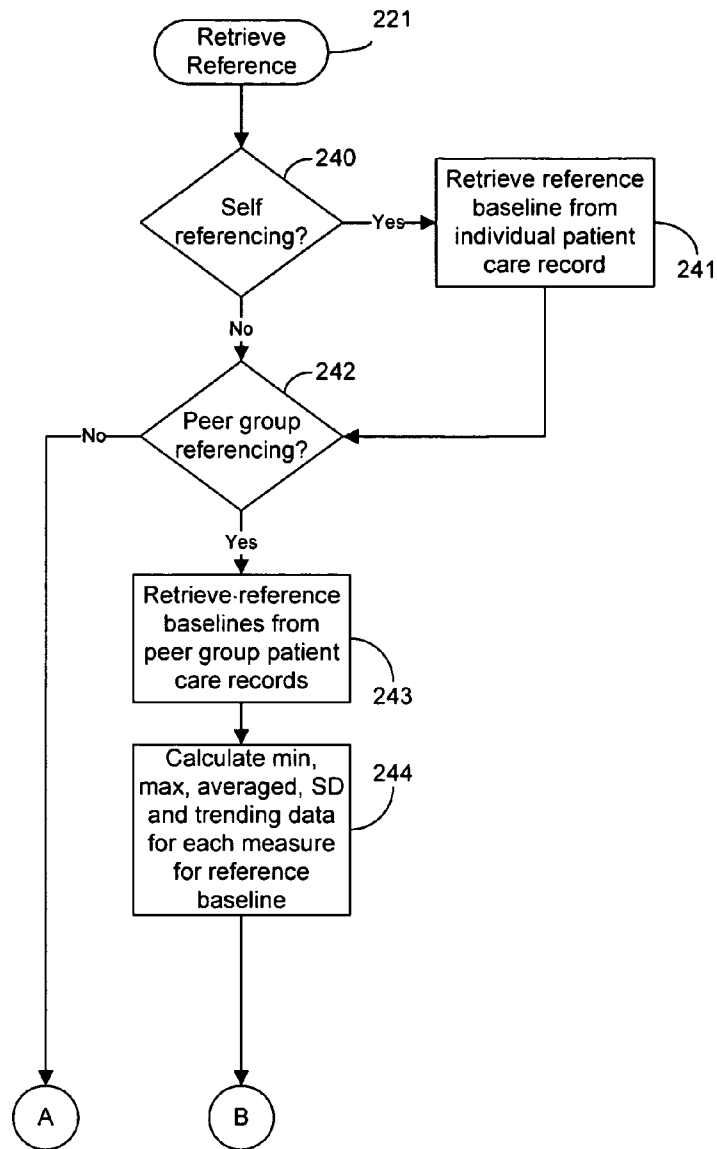 Retrieve
Reference
221
240
Self
referencing?
Yes
Retrieve reference
baseline from
individual patient
care record
241
No
242
Peer group
referencing?
No
Yes
Retrieve reference
baselines from
peer group patient
care records
243
Calculate min,
max, averaged, SD
and trending data
for each measure
for reference
baseline
244
A
B